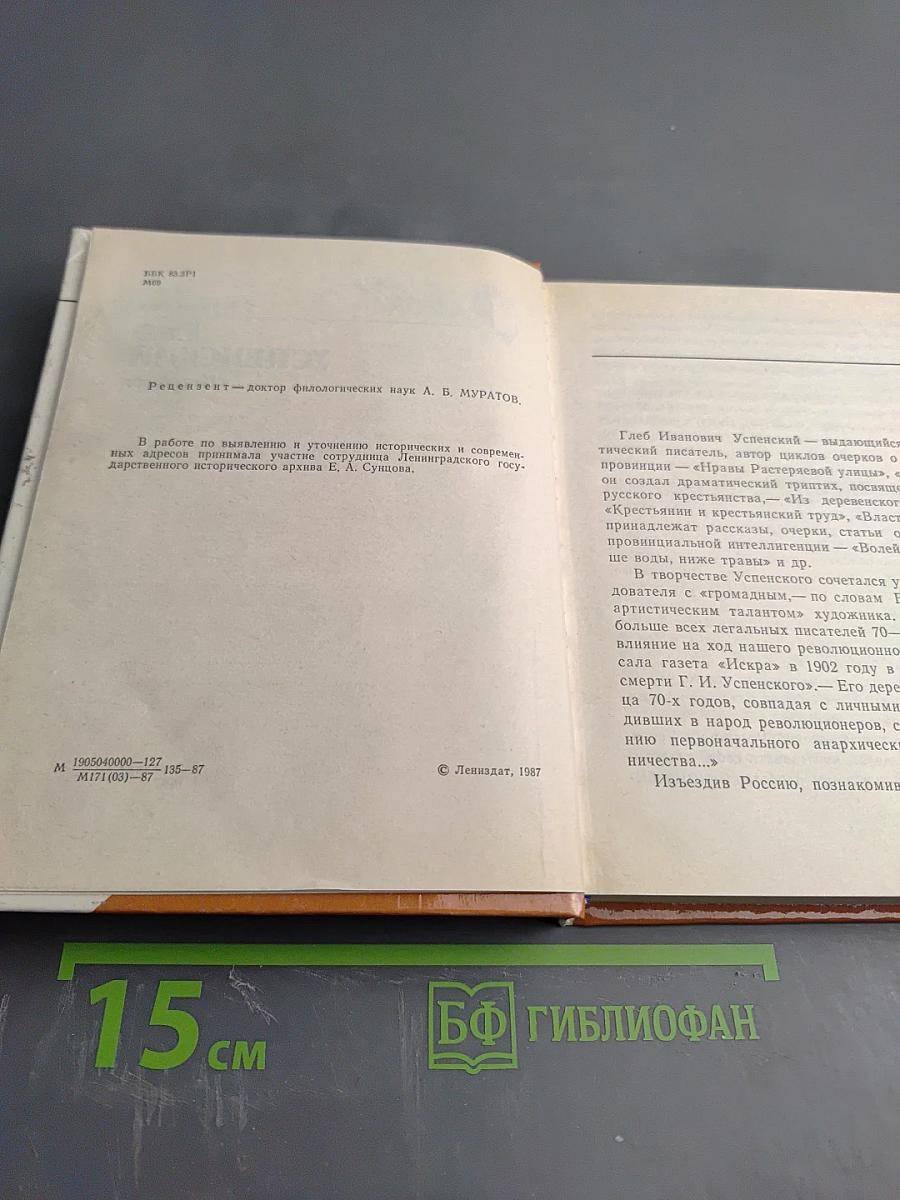 ББК 83.3Р1
М69
Рецензент — доктор филологических наук А. Б. МУРАТОВ.
В работе по выявлению и уточнению исторических и современ-
ных адресов принимала участие сотрудница Ленинградского госу-
дарственного исторического архива Е. А. Сунцова.
М 1905040000—127
М171(03)—87 135—87
© Лениздат, 1987
Глеб Иванович Успенский — выдающийся
тический писатель, автор циклов очерков о
провинции — «Нравы Растеряевой улицы», «
он создал драматический триптих, посвяще
русского крестьянства,— «Из деревенског
«Крестьянин и крестьянский труд», «Власт
принадлежат рассказы, очерки, статьи о
провинциальной интеллигенции — «Волей
ше воды, ниже травы» и др.
В творчестве Успенского сочетался у
дователя с «громадным,— по словам
артистическим талантом» художника.
больше всех легальных писателей 70—
влияние на ход нашего революционно
сала газета «Искра» в 1902 году в
смерти Г. И. Успенского».— Его дере
ца 70-х годов, совпадая с личными
дивших в народ революционеров, с
нию первоначального анархическ
ничества...»
Изъездив Россию, познакомив
15 см
БФ ГИБЛИОФАН